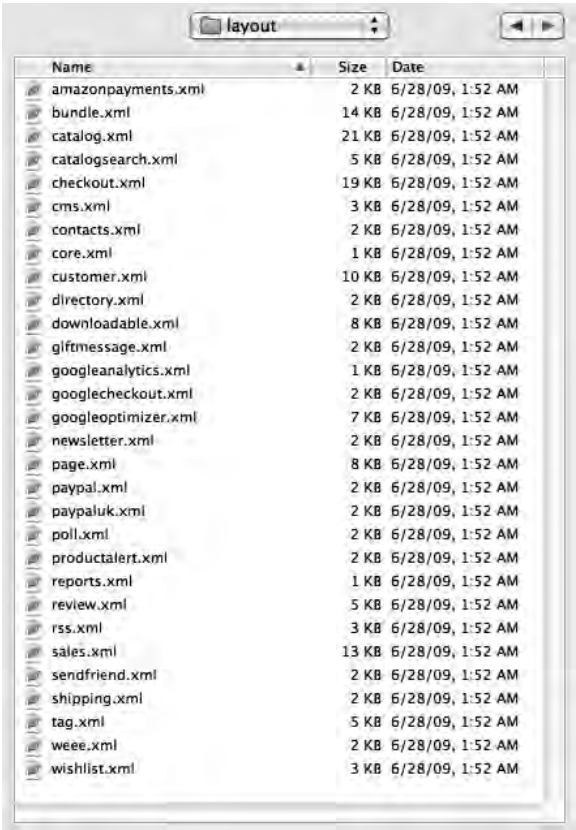 layout
Name Size Date
amazonpayments.xml 2 KB 6/28/09, 1:52 AM
bundle.xml 14 KB 6/28/09, 1:52 AM
catalog.xml 21 KB 6/28/09, 1:52 AM
catalogsearch.xml 5 KB 6/28/09, 1:52 AM
checkout.xml 19 KB 6/28/09, 1:52 AM
cms.xml 3 KB 6/28/09, 1:52 AM
contacts.xml 2 KB 6/28/09, 1:52 AM
core.xml 1 KB 6/28/09, 1:52 AM
customer.xml 10 KB 6/28/09, 1:52 AM
directory.xml 2 KB 6/28/09, 1:52 AM
downloadable.xml 8 KB 6/28/09, 1:52 AM
giftmessage.xml 2 KB 6/28/09, 1:52 AM
googleanalytics.xml 1 KB 6/28/09, 1:52 AM
googlecheckout.xml 2 KB 6/28/09, 1:52 AM
googleoptimizer.xml 7 KB 6/28/09, 1:52 AM
newsletter.xml 2 KB 6/28/09, 1:52 AM
page.xml 8 KB 6/28/09, 1:52 AM
paypal.xml 2 KB 6/28/09, 1:52 AM
paypaluk.xml 2 KB 6/28/09, 1:52 AM
poll.xml 2 KB 6/28/09, 1:52 AM
productalert.xml 2 KB 6/28/09, 1:52 AM
reports.xml 1 KB 6/28/09, 1:52 AM
review.xml 5 KB 6/28/09, 1:52 AM
rss.xml 3 KB 6/28/09, 1:52 AM
sales.xml 13 KB 6/28/09, 1:52 AM
sendfriend.xml 2 KB 6/28/09, 1:52 AM
shipping.xml 2 KB 6/28/09, 1:52 AM
tag.xml 5 KB 6/28/09, 1:52 AM
weee.xml 2 KB 6/28/09, 1:52 AM
wishlist.xml 3 KB 6/28/09, 1:52 AM